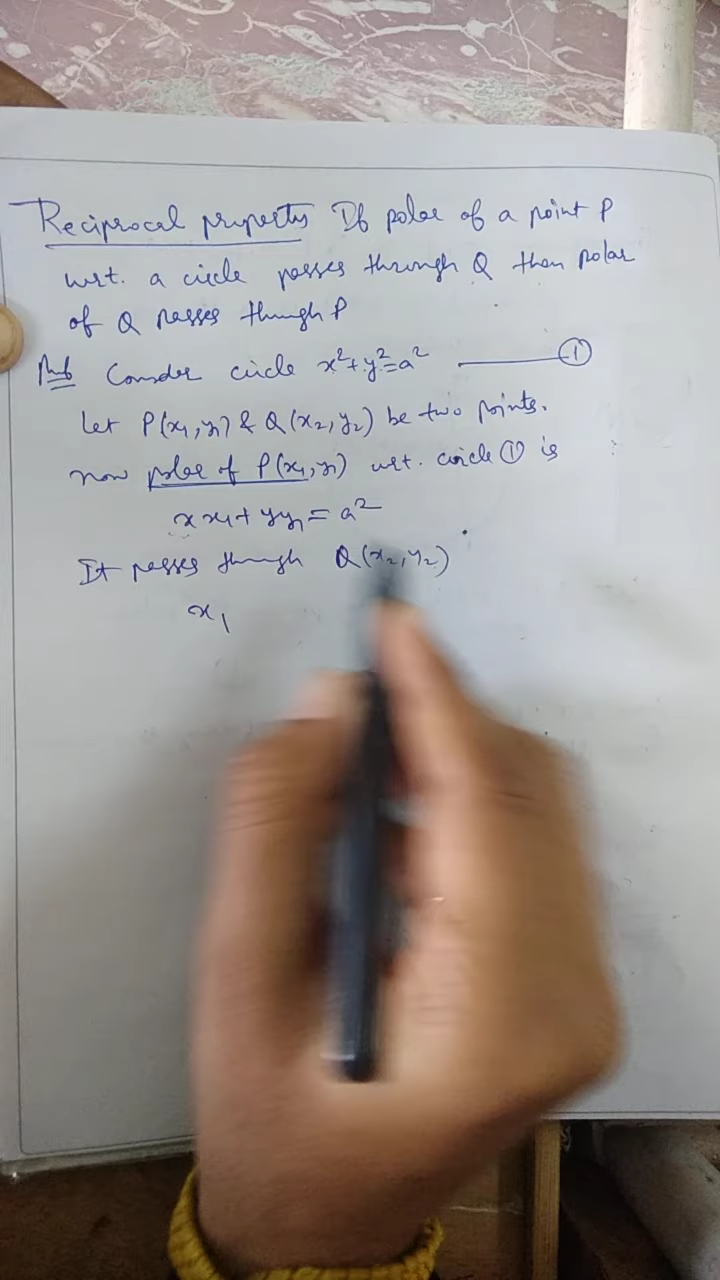 Reciprocal property If polar of a point P
wrt. a circle passes through Q then polar
of Q passes through P
Proof Consider circle x²+y²=a² ——— ①
Let P(x₁,y₁) & Q(x₂,y₂) be two points.
now polar of P(x₁,y₁) wrt. circle ① is
xx₁+yy₁=a²
It passes through Q(x₂,y₂)
x₁